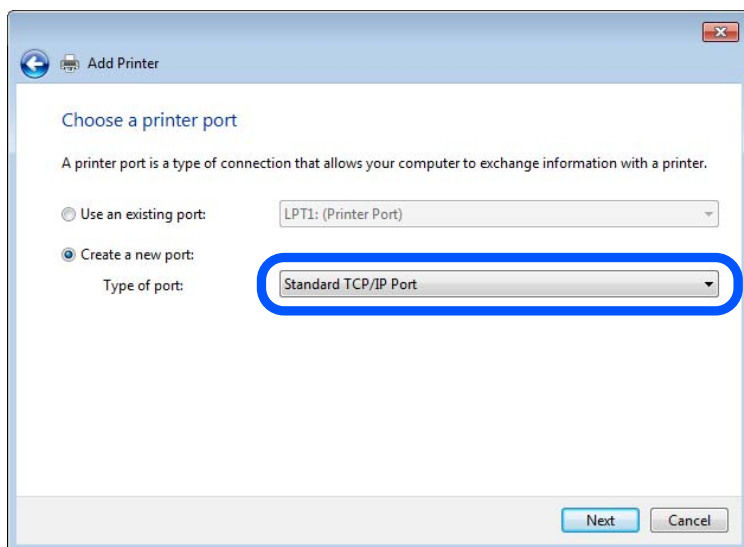 Add Printer
Choose a printer port
A printer port is a type of connection that allows your computer to exchange information with a printer.
Use an existing port: LPT1: (Printer Port)
Create a new port:
Type of port: Standard TCP/IP Port
Next Cancel